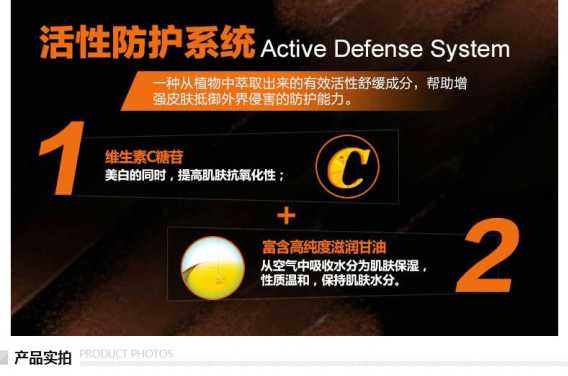 活性防护系统 Active Defense System
一种从植物中萃取出来的有效活性舒缓成分，帮助增
强皮肤抵御外界侵害的防护能力。
1
维生素C糖苷
美白的同时，提高肌肤抗氧化性；
C
+
富含高纯度滋润甘油
从空气中吸收水分为肌肤保湿，
性质温和，保持肌肤水分。
2
产品实拍 PRODUCT PHOTOS